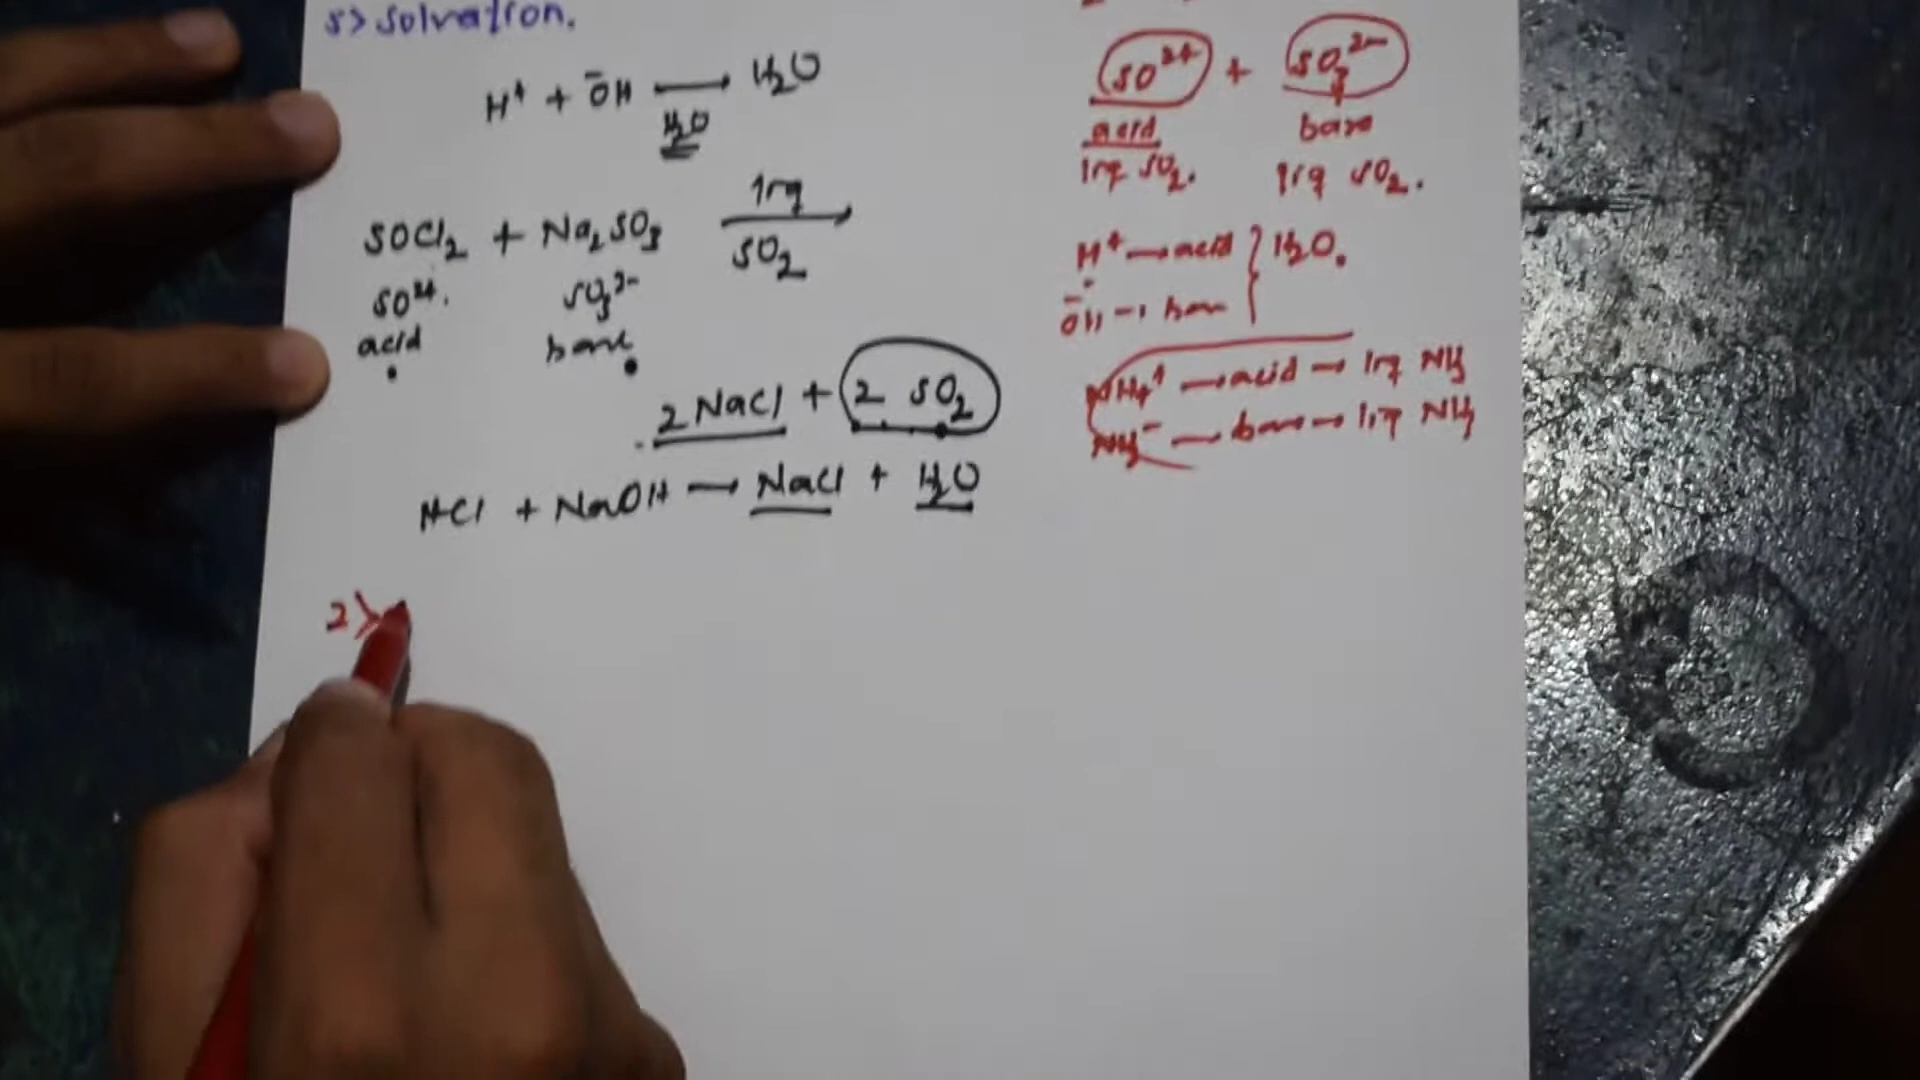 5> solvation.
H⁺ + ⁻OH ⟶ H₂O
H₂O
SOCl₂ + Na₂SO₃ ⟶
liq
SO₂
SO²⁺. SO₃²⁻
acid base
2 NaCl + 2 SO₂
HCl + NaOH ⟶ NaCl + H₂O
2>
SO²⁺ + SO₃²⁻
acid base
liq SO₂. liq SO₂.
H⁺ ⟶ acid } H₂O.
⁻OH ⟶ base
NH₄⁺ ⟶ acid ⟶ liq NH₃
NH₂⁻ ⟶ base ⟶ liq NH₃